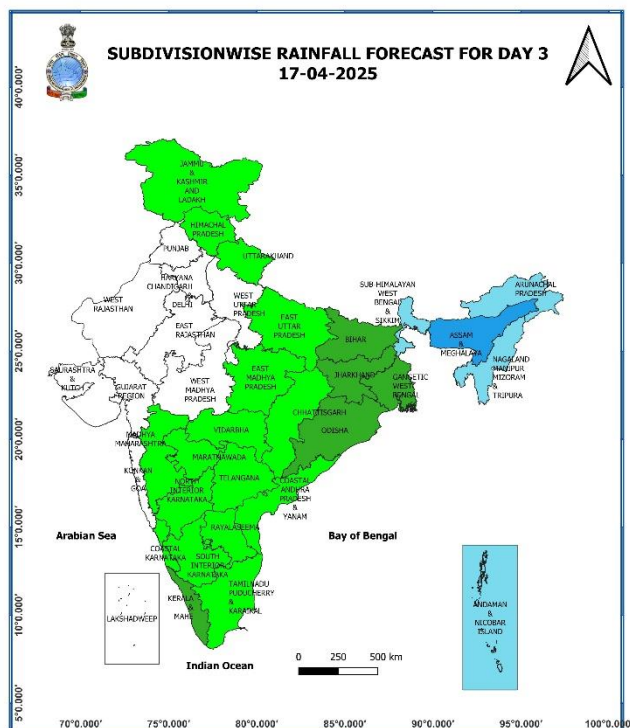 SUBDIVISIONWISE RAINFALL FORECAST FOR DAY 3
17-04-2025
40°0.000'
35°0.000'
30°0.000'
25°0.000'
20°0.000'
15°0.000'
10°0.000'
5°0.000'
JAMMU
&
KASHMIR
AND
LADAKH
HIMACHAL
PRADESH
PUNJAB
UTTARAKHAND
HARYANA
CHANDIGARH
&
DELHI
WEST
RAJASTHAN
WEST
UTTAR
PRADESH
EAST
RAJASTHAN
EAST
UTTAR
PRADESH
SUB-HIMALAYAN
WEST
BENGAL
&
SIKKIM
ARUNACHAL
PRADESH
ASSAM
&
MEGHALAYA
NAGALAND
MANIPUR
MIZORAM
&
TRIPURA
BIHAR
JHARKHAND
GANGETIC
WEST
BENGAL
SAURASHTRA
&
KUTCH
GUJARAT
REGION
WEST
MADHYA
PRADESH
EAST
MADHYA
PRADESH
CHHATTISGARH
ODISHA
VIDARBHA
MADHYA
MAHARASHTRA
MARATHWADA
KONKAN
&
GOA
TELANGANA
NORTH
INTERIOR
KARNATAKA
COASTAL
ANDHRA
PRADESH
&
YANAM
RAYALASEEMA
COASTAL
KARNATAKA
SOUTH
INTERIOR
KARNATAKA
TAMILNADU
PUDUCHERRY
&
KARAIKAL
KERALA
&
MAHE
LAKSHADWEEP
ANDAMAN
&
NICOBAR
ISLAND
Arabian Sea
Bay of Bengal
Indian Ocean
0 250 500 km
70°0.000' 75°0.000' 80°0.000' 85°0.000' 90°0.000' 95°0.000' 100°0.000'